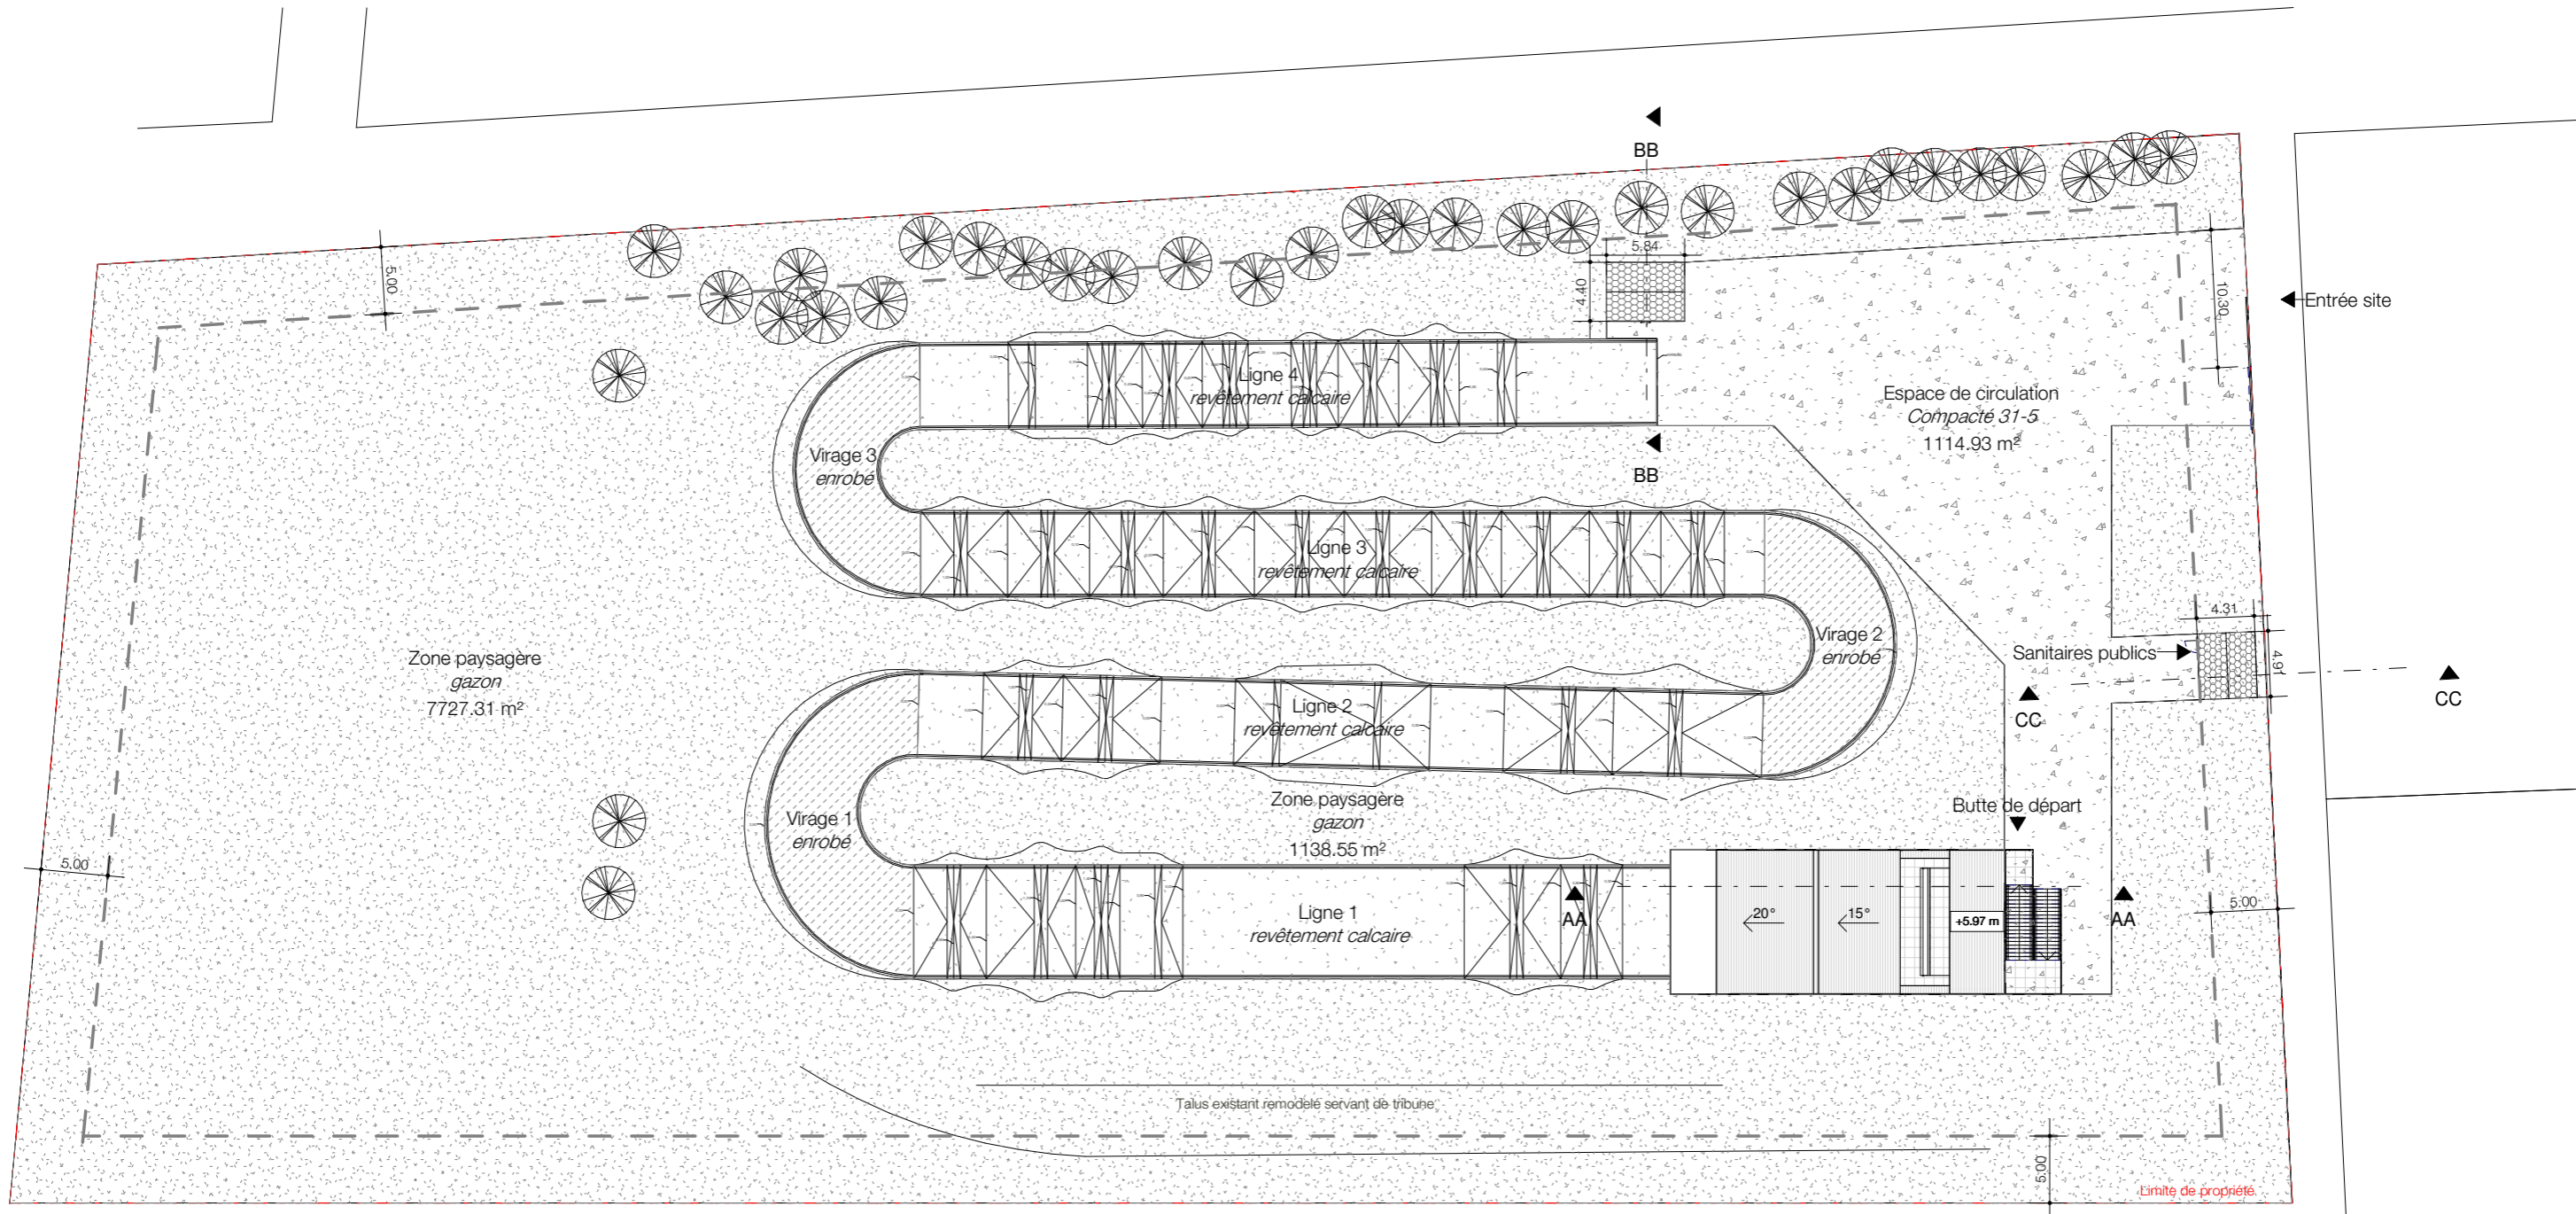 BB
5.84
4.40
5.00
10.30
Entrée site
Ligne 4
revêtement calcaire
Espace de circulation
Compacté 31-5
1114.93 m²
Virage 3
enrobé
BB
Ligne 3
revêtement calcaire
4.31
4.97
Virage 2
enrobé
Sanitaires publics
CC
CC
Zone paysagère
gazon
7727.31 m²
Ligne 2
revêtement calcaire
Zone paysagère
gazon
1138.55 m²
Butte de départ
Virage 1
enrobé
5.00
Ligne 1
revêtement calcaire
AA
20°
15°
+5.97 m
AA
5.00
Talus existant remodelé servant de tribune
5.00
Limite de propriété